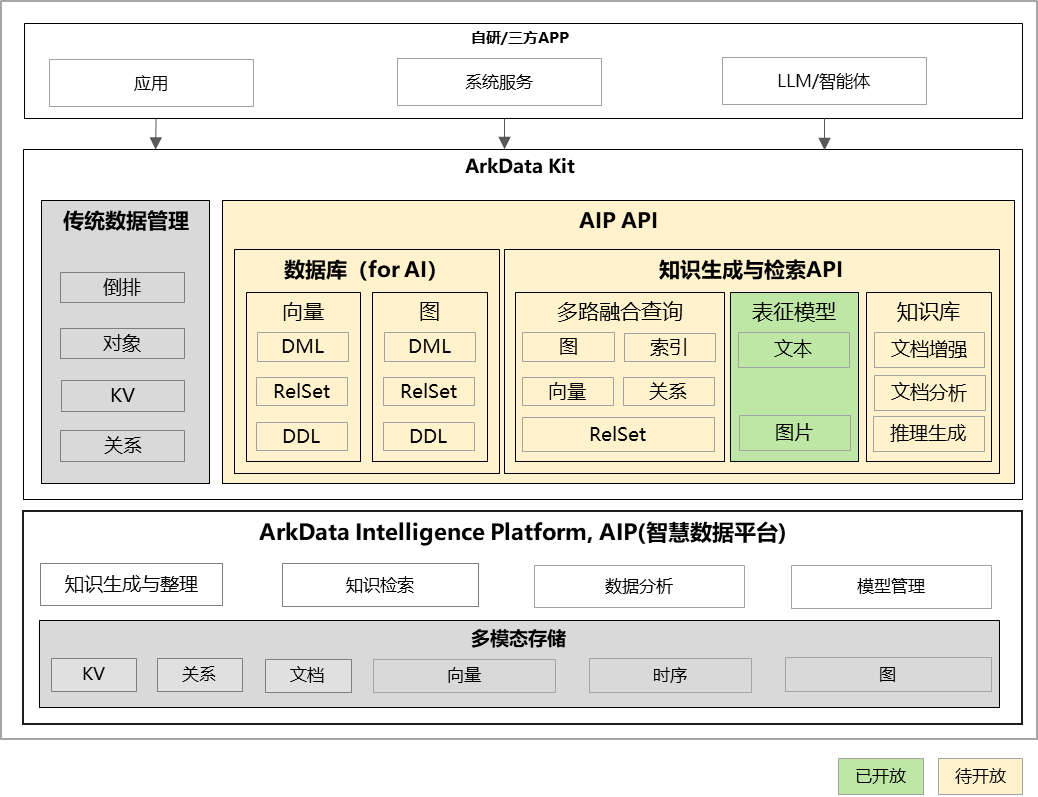 自研/三方APP
应用
系统服务
LLM/智能体
ArkData Kit
传统数据管理
倒排
对象
KV
关系
AIP API
数据库（for AI）
向量
DML
RelSet
DDL
图
DML
RelSet
DDL
知识生成与检索API
多路融合查询
图
索引
向量
关系
RelSet
表征模型
文本
图片
知识库
文档增强
文档分析
推理生成
ArkData Intelligence Platform, AIP(智慧数据平台)
知识生成与整理
知识检索
数据分析
模型管理
多模态存储
KV
关系
文档
向量
时序
图
已开放
待开放